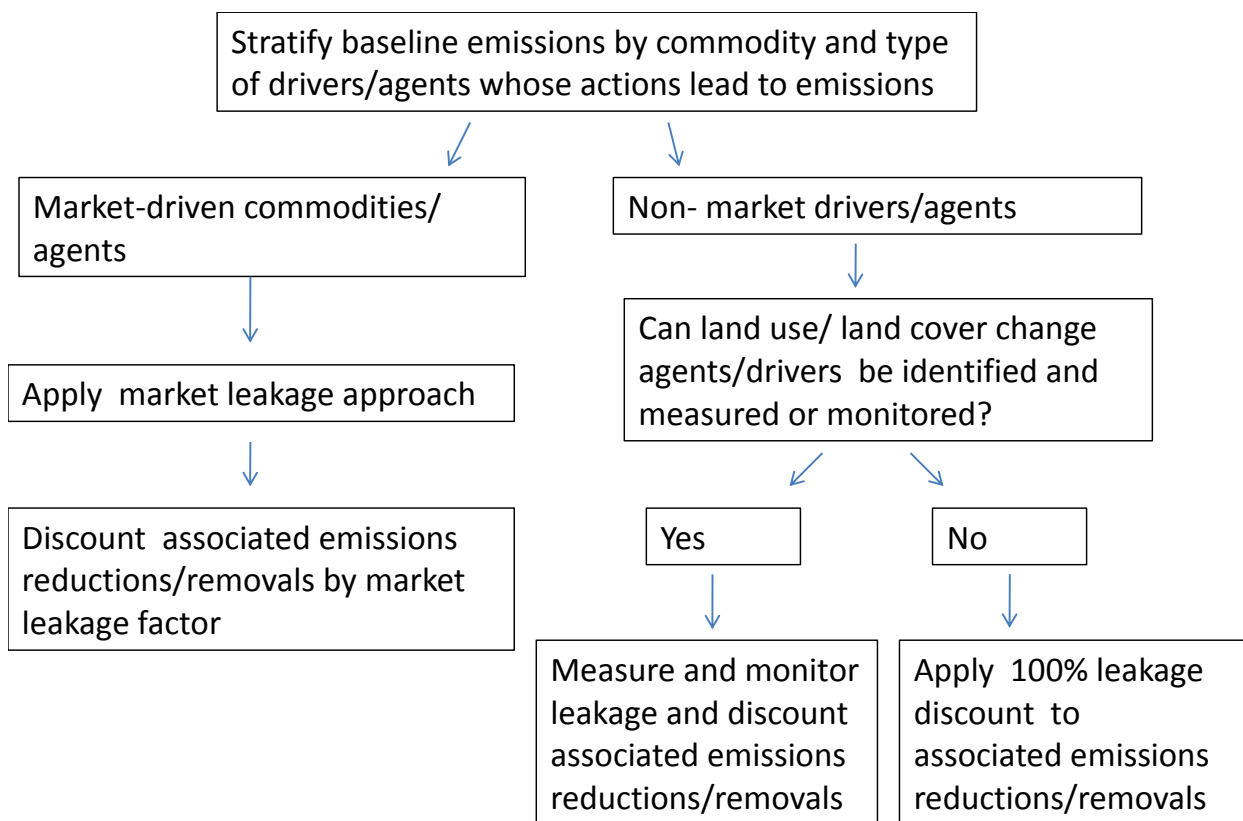 Stratify baseline emissions by commodity and type
of drivers/agents whose actions lead to emissions
Market-driven commodities/
agents
Non- market drivers/agents
Can land use/ land cover change
agents/drivers be identified and
measured or monitored?
Apply market leakage approach
Discount associated emissions
reductions/removals by market
leakage factor
Yes
No
Measure and monitor
leakage and discount
associated emissions
reductions/removals
Apply 100% leakage
discount to
associated emissions
reductions/removals